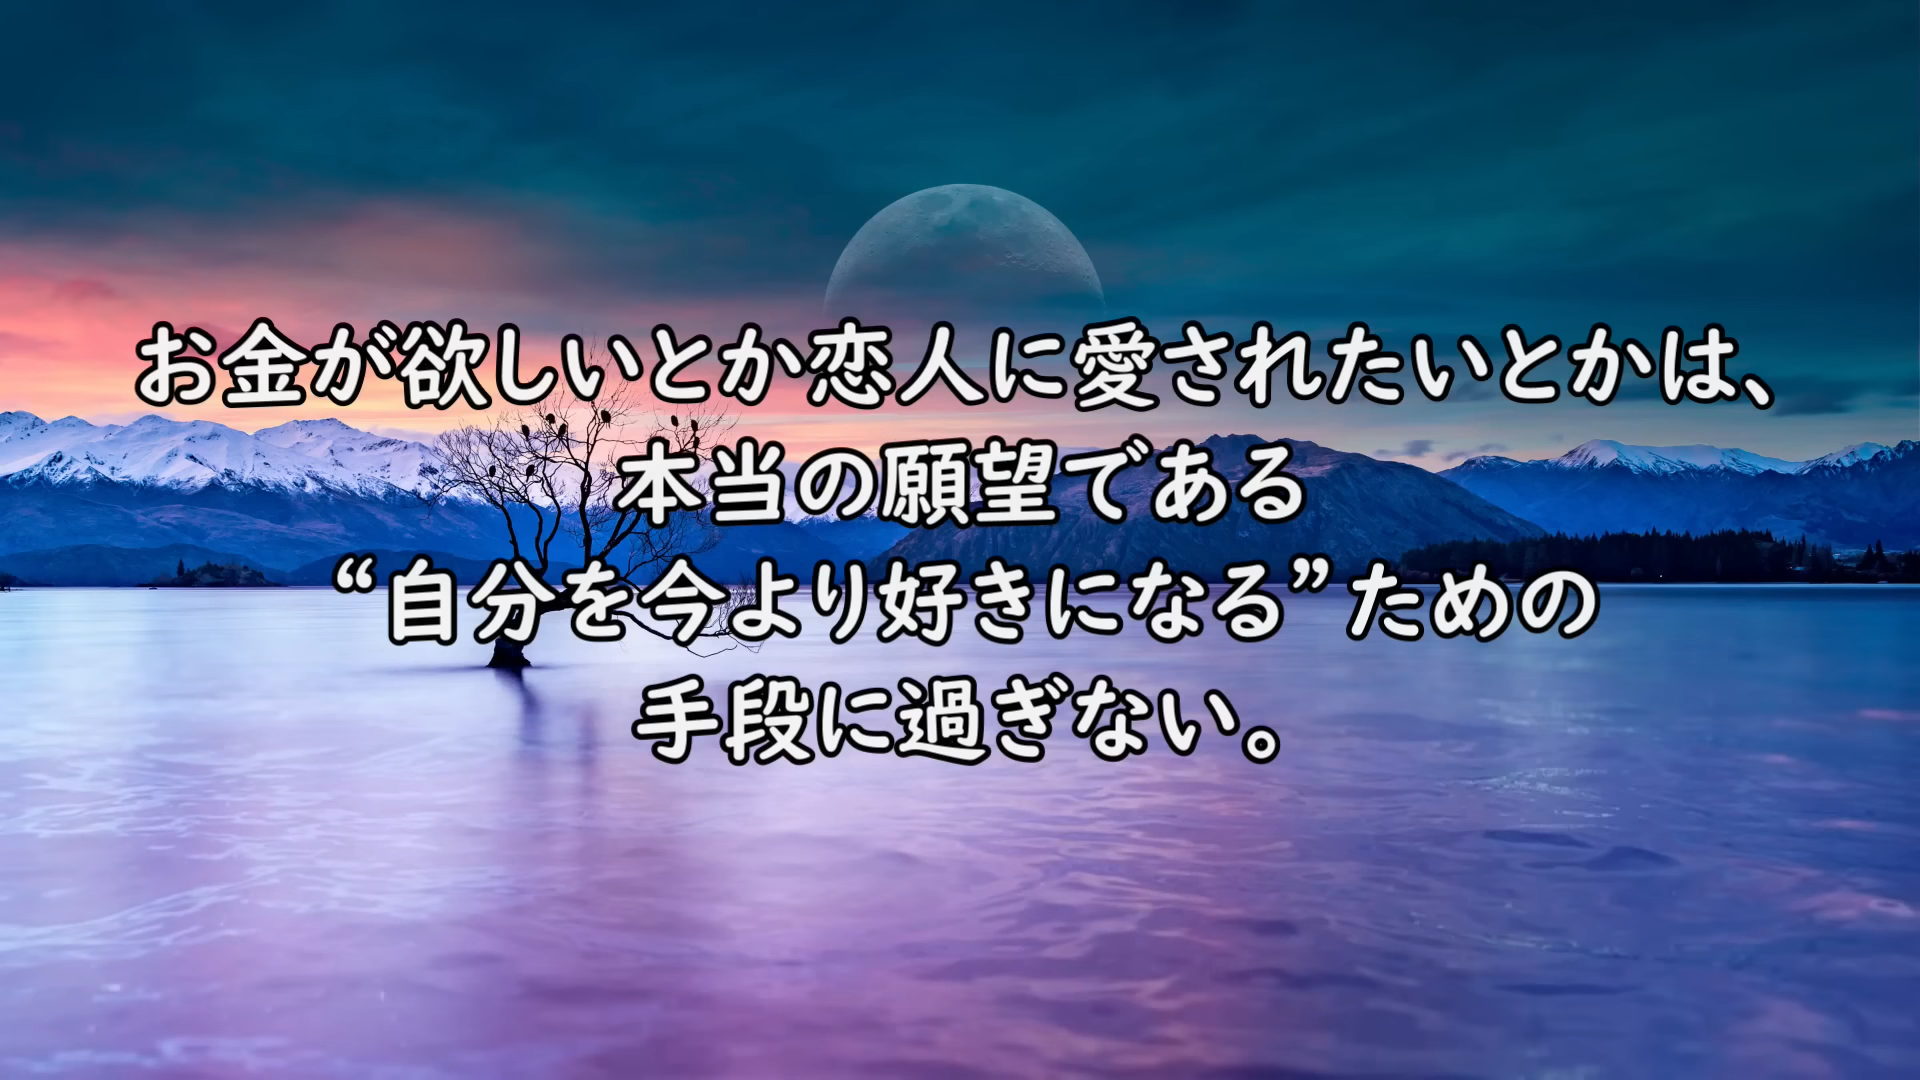 お金が欲しいとか恋人に愛されたいとかは、
本当の願望である
“自分を今より好きになる”ための
手段に過ぎない。